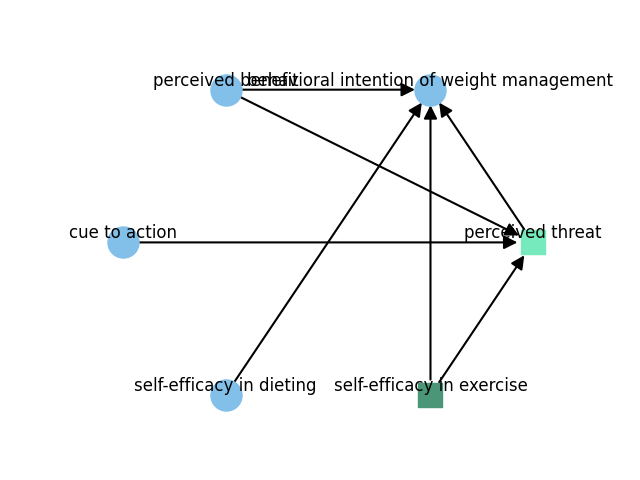 perceived benefit
behavioral intention of weight management
cue to action
perceived threat
self-efficacy in dieting
self-efficacy in exercise